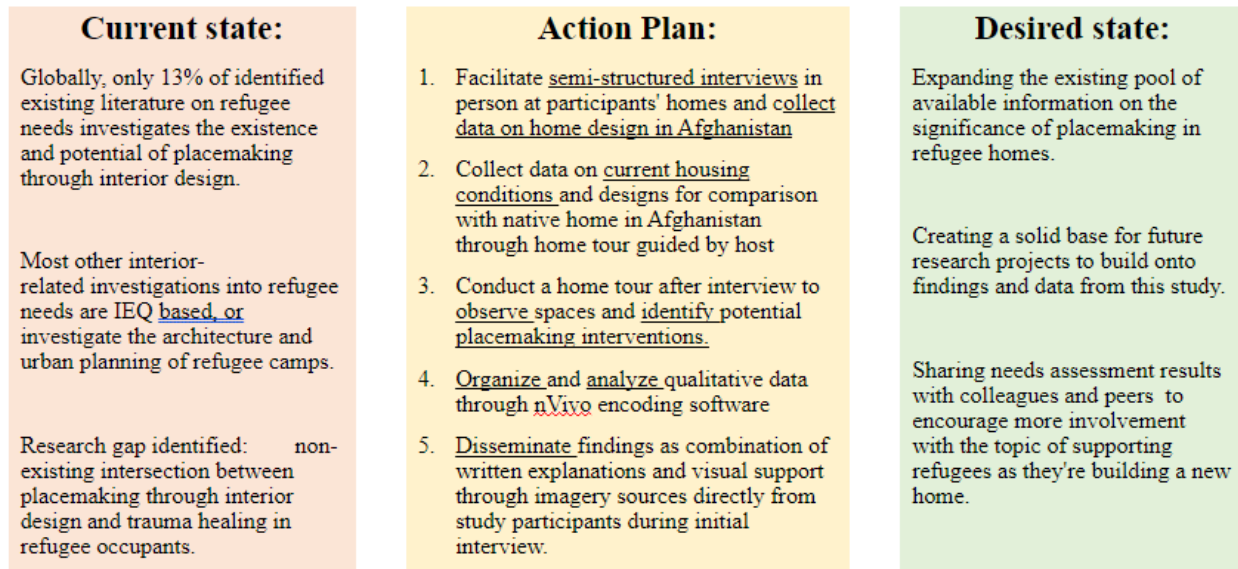 Current state:
Globally, only 13% of identified
existing literature on refugee
needs investigates the existence
and potential of placemaking
through interior design.
Most other interior-
related investigations into refugee
needs are IEQ based, or
investigate the architecture and
urban planning of refugee camps.
Research gap identified: non-
existing intersection between
placemaking through interior
design and trauma healing in
refugee occupants.
Action Plan:
1. Facilitate semi-structured interviews in
person at participants' homes and collect
data on home design in Afghanistan
2. Collect data on current housing
conditions and designs for comparison
with native home in Afghanistan
through home tour guided by host
3. Conduct a home tour after interview to
observe spaces and identify potential
placemaking interventions.
4. Organize and analyze qualitative data
through nVivo encoding software
5. Disseminate findings as combination of
written explanations and visual support
through imagery sources directly from
study participants during initial
interview.
Desired state:
Expanding the existing pool of
available information on the
significance of placemaking in
refugee homes.
Creating a solid base for future
research projects to build onto
findings and data from this study.
Sharing needs assessment results
with colleagues and peers to
encourage more involvement
with the topic of supporting
refugees as they're building a new
home.